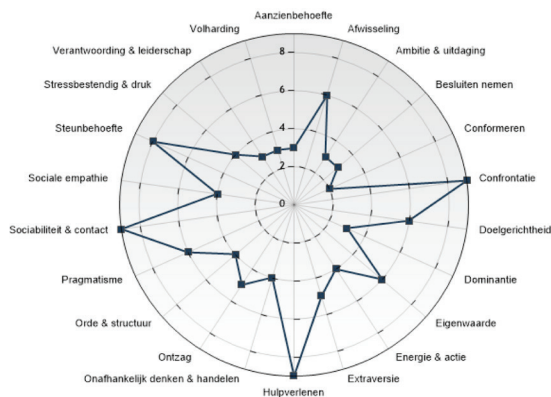 Aanzienbehoefte
Volharding
Afwisseling
Verantwoording & leiderschap
Ambitie & uitdaging
Stressbestendig & druk
Besluiten nemen
Steunbehoefte
Conformeren
Sociale empathie
Confrontatie
Sociabiliteit & contact
Doelgerichtheid
Pragmatisme
Dominantie
Orde & structuur
Eigenwaarde
Ontzag
Energie & actie
Onafhankelijk denken & handelen
Extraversie
Hulpverlenen
8
6
4
2
0